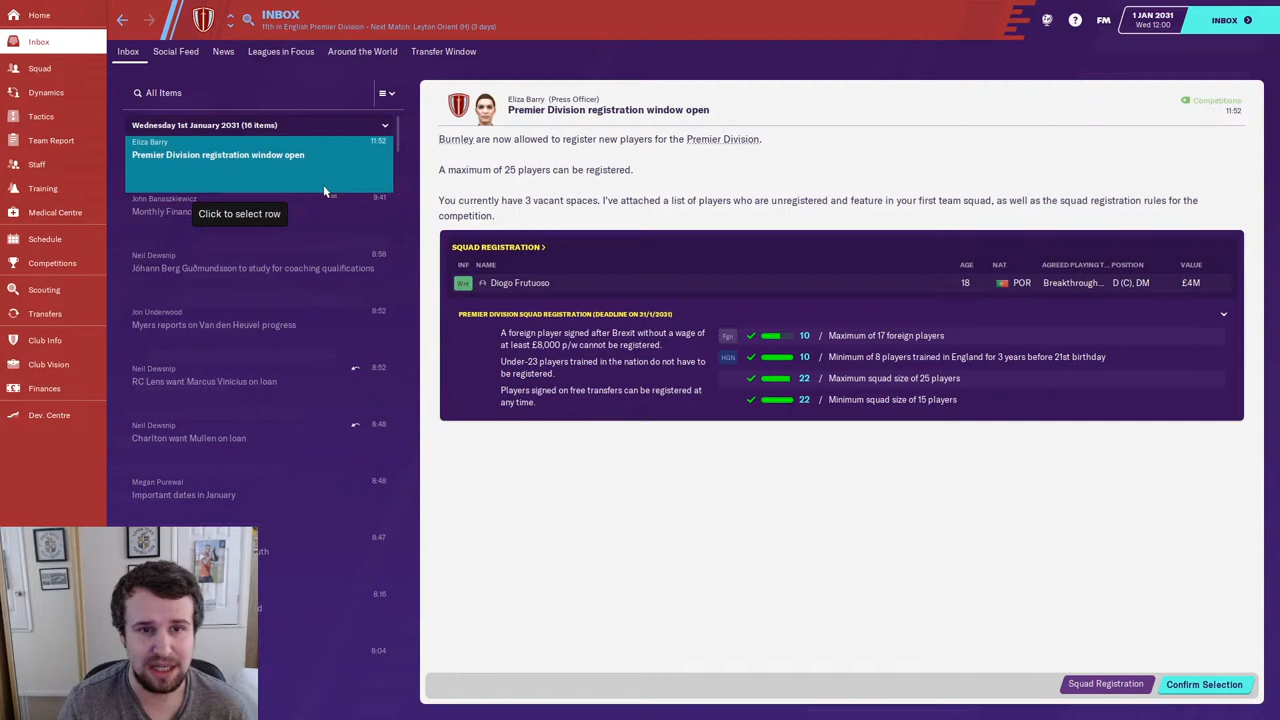 Home
Inbox
Squad
Dynamics
Tactics
Team Report
Staff
Training
Medical Centre
Schedule
Competitions
Scouting
Transfers
Club Info
Club Vision
Finances
Dev. Centre
INBOX
11th in English Premier Division - Next Match: Leyton Orient (H) (3 days)
FM
1 JAN 2031
Wed 12:00
INBOX
Inbox
Social Feed
News
Leagues in Focus
Around the World
Transfer Window
All Items
Wednesday 1st January 2031 (16 items)
Eliza Barry 11:52
Premier Division registration window open
John Banaszkiewicz 9:41
Monthly Financ
Click to select row
Neil Dewsnip 8:58
Jóhann Berg Guðmundsson to study for coaching qualifications
Jon Underwood 8:52
Myers reports on Van den Heuvel progress
Neil Dewsnip 8:52
RC Lens want Marcus Vinicius on loan
Neil Dewsnip 8:48
Charlton want Mullen on loan
Megan Purewal 8:48
Important dates in January
8:47
uth
8:16
d
8:04
Eliza Barry (Press Officer)
Premier Division registration window open
Competitions
11:52
Burnley are now allowed to register new players for the Premier Division.
A maximum of 25 players can be registered.
You currently have 3 vacant spaces. I've attached a list of players who are unregistered and feature in your first team squad, as well as the squad registration rules for the
competition.
SQUAD REGISTRATION >
INF NAME AGE NAT AGREED PLAYING T... POSITION VALUE
Wnt Diogo Frutuoso 18 POR Breakthrough... D (C), DM £4M
PREMIER DIVISION SQUAD REGISTRATION (DEADLINE ON 31/1/2031)
A foreign player signed after Brexit without a wage of
at least £8,000 p/w cannot be registered.
Under-23 players trained in the nation do not have to
be registered.
Players signed on free transfers can be registered at
any time.
Fgn 10 / Maximum of 17 foreign players
HGN 10 / Minimum of 8 players trained in England for 3 years before 21st birthday
22 / Maximum squad size of 25 players
22 / Minimum squad size of 15 players
Squad Registration
Confirm Selection